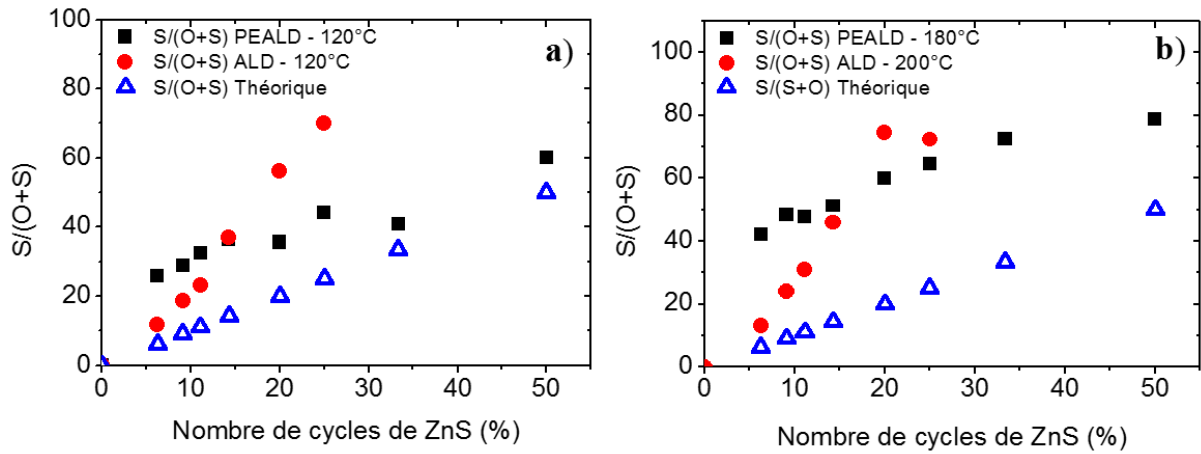 S/(O+S) PEALD - 120°C
S/(O+S) ALD - 120°C
S/(O+S) Théorique
a)
100
80
60
40
20
0
S/(O+S)
0 10 20 30 40 50
Nombre de cycles de ZnS (%)
S/(O+S) PEALD - 180°C
S/(O+S) ALD - 200°C
S/(S+O) Théorique
b)
100
80
60
40
20
0
S/(O+S)
0 10 20 30 40 50
Nombre de cycles de ZnS (%)